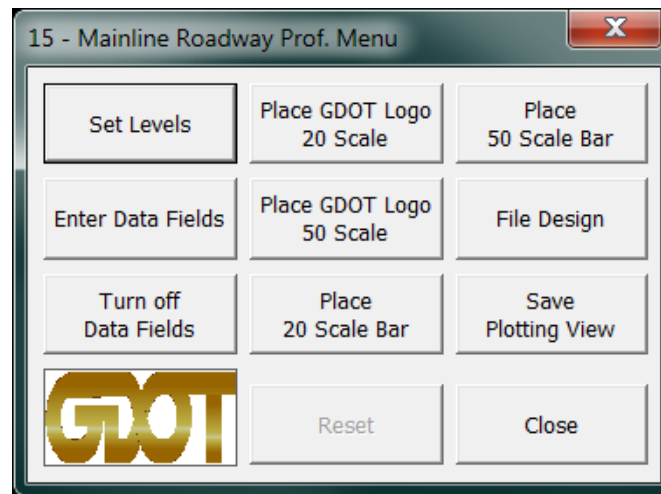 15 - Mainline Roadway Prof. Menu
X
Set Levels
Place GDOT Logo
20 Scale
Place
50 Scale Bar
Enter Data Fields
Place GDOT Logo
50 Scale
File Design
Turn off
Data Fields
Place
20 Scale Bar
Save
Plotting View
GDOT
Reset
Close